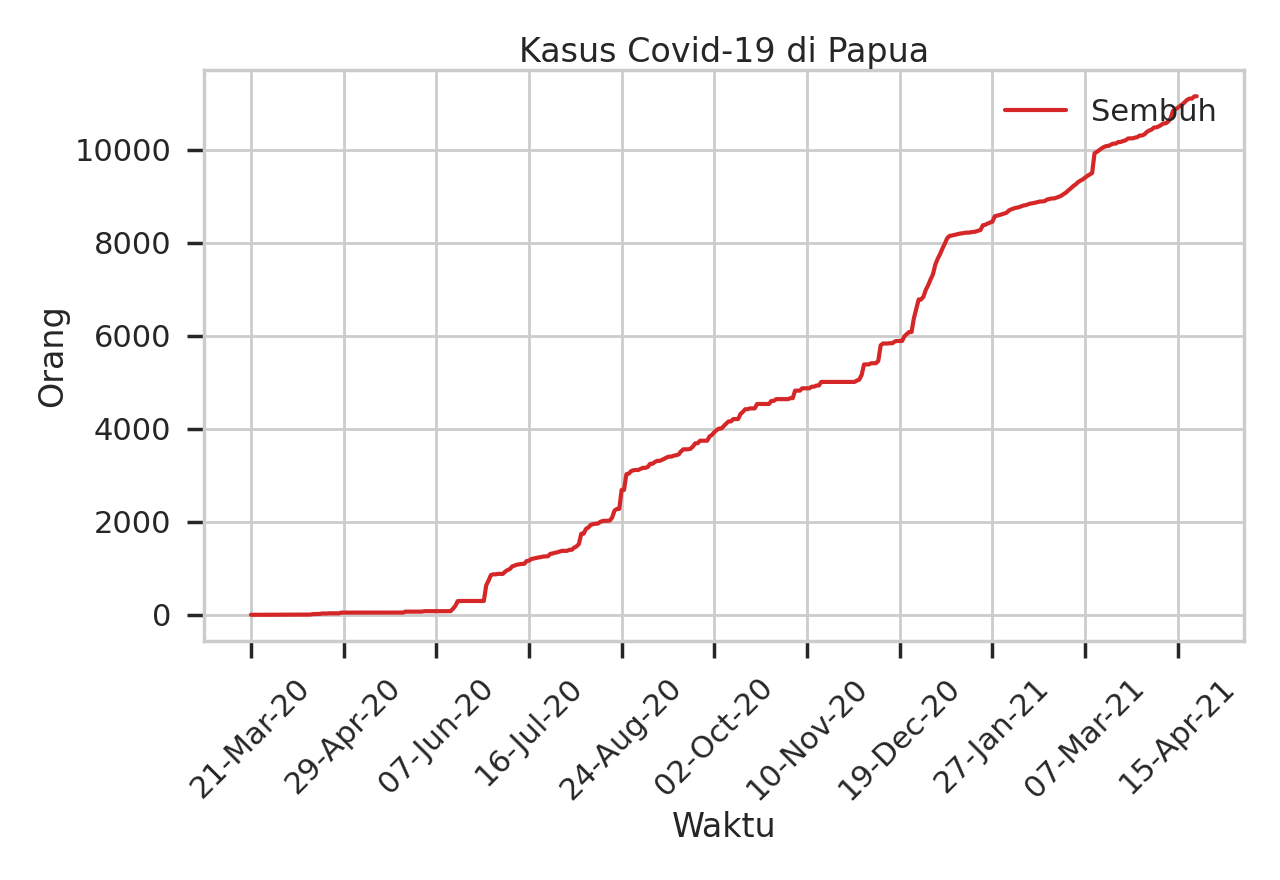 Kasus Covid-19 di Papua
Sembuh
Orang
10000
8000
6000
4000
2000
0
21-Mar-20
29-Apr-20
07-Jun-20
16-Jul-20
24-Aug-20
02-Oct-20
10-Nov-20
19-Dec-20
27-Jan-21
07-Mar-21
15-Apr-21
Waktu